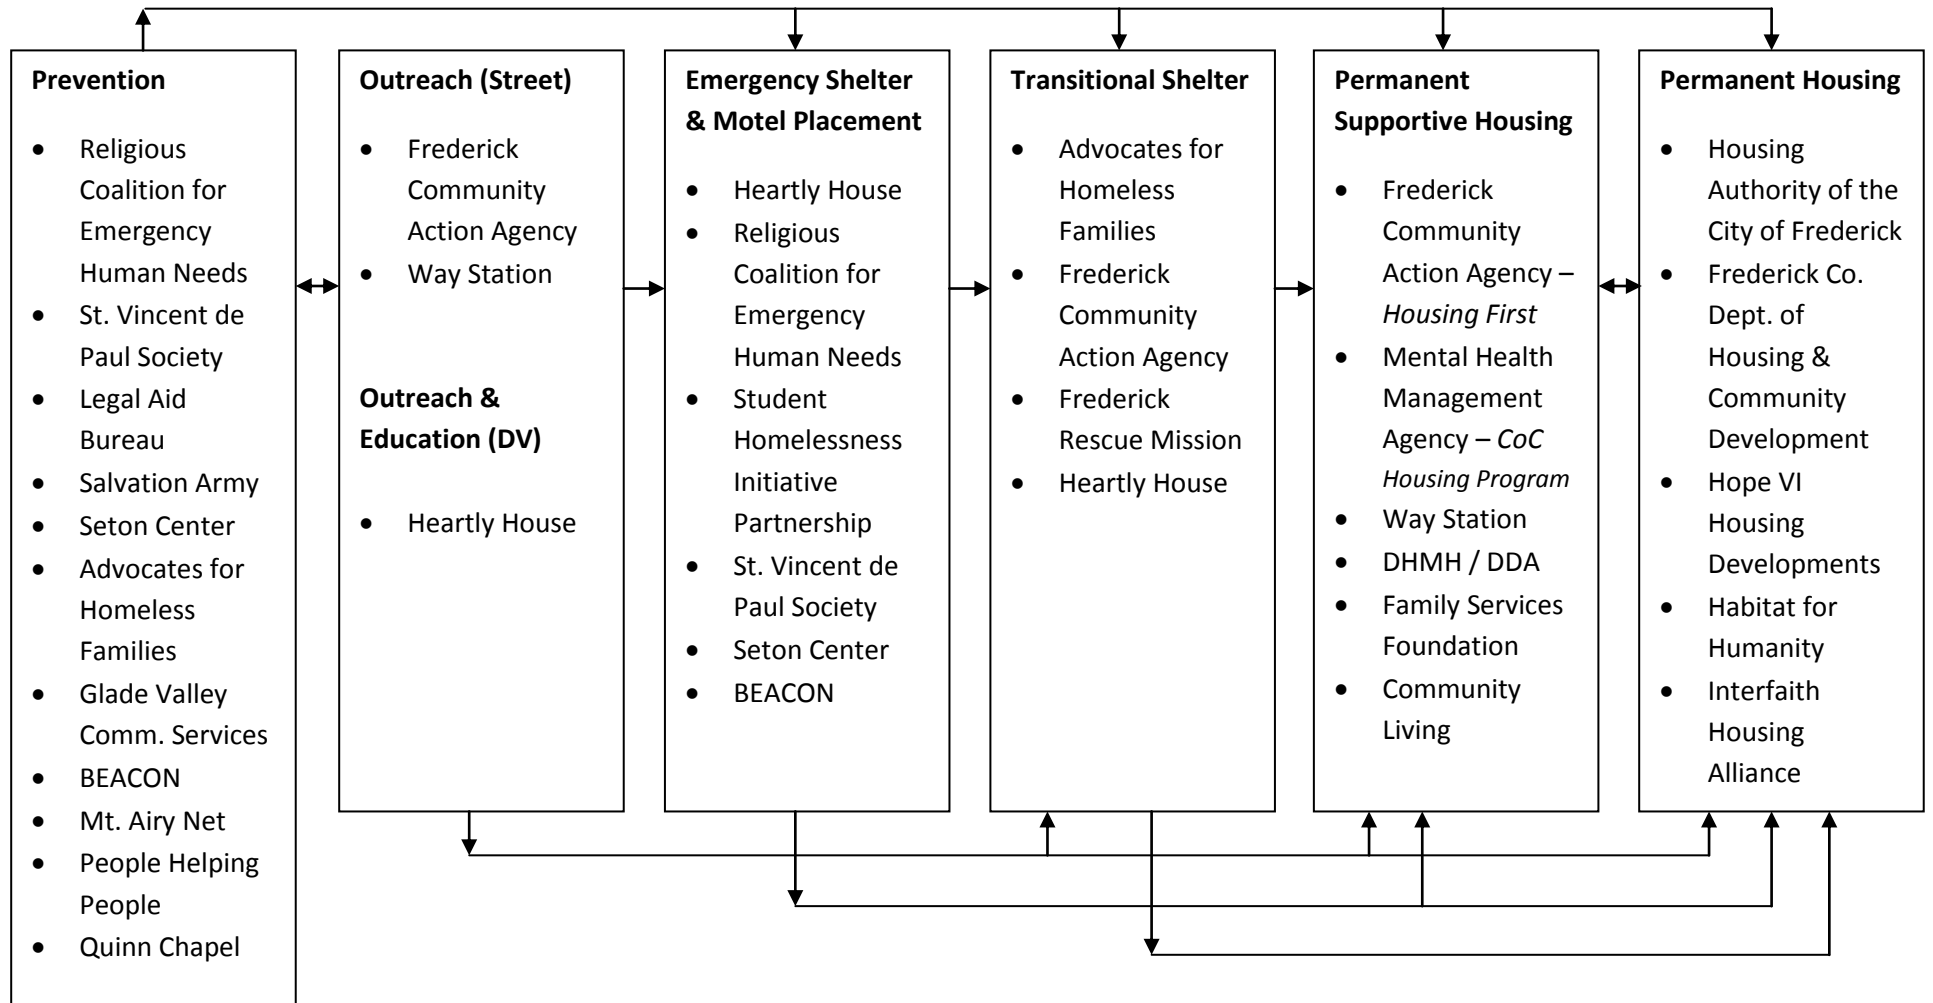 Prevention
• Religious
Coalition for
Emergency
Human Needs
• St. Vincent de
Paul Society
• Legal Aid
Bureau
• Salvation Army
• Seton Center
• Advocates for
Homeless
Families
• Glade Valley
Comm. Services
• BEACON
• Mt. Airy Net
• People Helping
People
• Quinn Chapel
Outreach (Street)
• Frederick
Community
Action Agency
• Way Station
Outreach &
Education (DV)
• Heartly House
Emergency Shelter
& Motel Placement
• Heartly House
• Religious
Coalition for
Emergency
Human Needs
• Student
Homelessness
Initiative
Partnership
• St. Vincent de
Paul Society
• Seton Center
• BEACON
Transitional Shelter
• Advocates for
Homeless
Families
• Frederick
Community
Action Agency
• Frederick
Rescue Mission
• Heartly House
Permanent
Supportive Housing
• Frederick
Community
Action Agency –
Housing First
• Mental Health
Management
Agency – CoC
Housing Program
• Way Station
• DHMH / DDA
• Family Services
Foundation
• Community
Living
Permanent Housing
• Housing
Authority of the
City of Frederick
• Frederick Co.
Dept. of
Housing &
Community
Development
• Hope VI
Housing
Developments
• Habitat for
Humanity
• Interfaith
Housing
Alliance